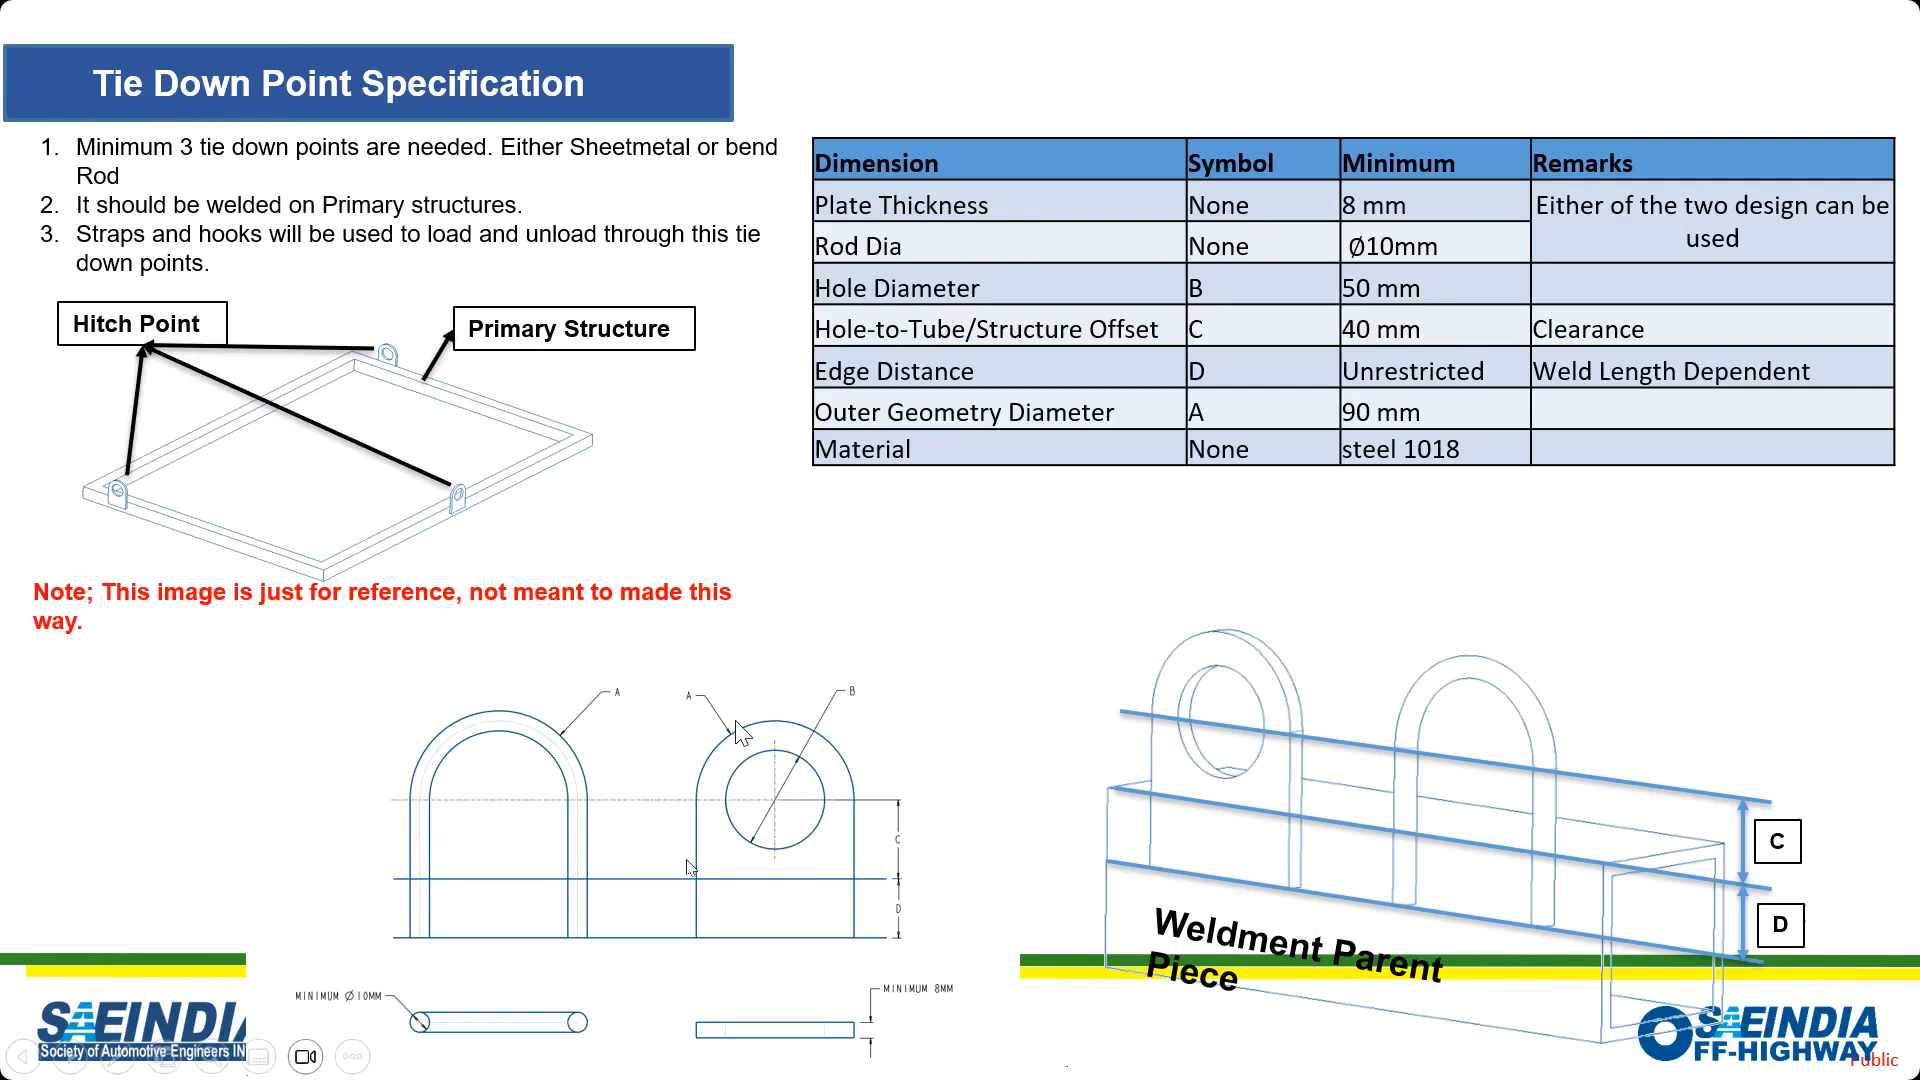 Tie Down Point Specification
1. Minimum 3 tie down points are needed. Either Sheetmetal or bend
Rod
2. It should be welded on Primary structures.
3. Straps and hooks will be used to load and unload through this tie
down points.
Hitch Point
Primary Structure
Note; This image is just for reference, not meant to made this
way.
Dimension Symbol Minimum Remarks
Plate Thickness None 8 mm Either of the two design can be
used
Rod Dia None Ø10mm
Hole Diameter B 50 mm
Hole-to-Tube/Structure Offset C 40 mm Clearance
Edge Distance D Unrestricted Weld Length Dependent
Outer Geometry Diameter A 90 mm
Material None steel 1018
A
A
B
C
D
MINIMUM Ø10MM
MINIMUM 8MM
C
D
Weldment Parent
Piece
SAEINDIA
Society of Automotive Engineers IN
SAEINDIA
FF-HIGHWAY
Public